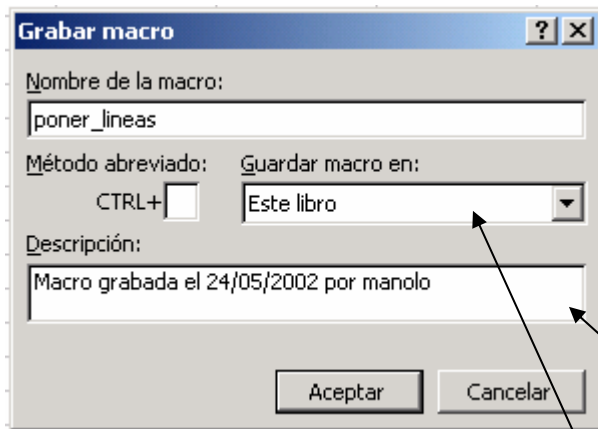 Grabar macro
Nombre de la macro:
poner_lineas
Método abreviado: Guardar macro en:
CTRL+ Este libro
Descripción:
Macro grabada el 24/05/2002 por manolo
Aceptar Cancelar